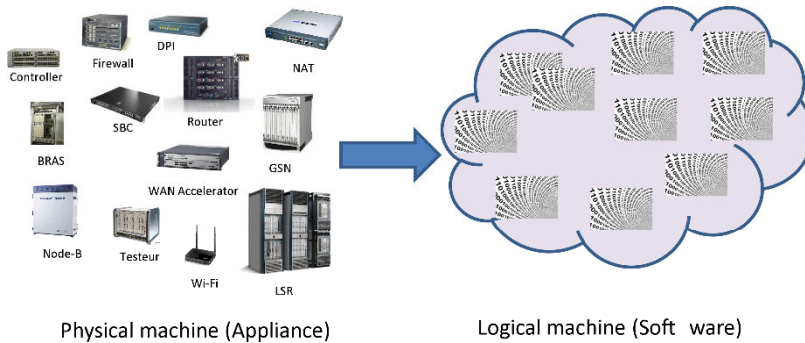 DPI
Controller
Firewall
NAT
SBC
Router
BRAS
GSN
WAN Accelerator
Node-B
Testeur
Wi-Fi
LSR
Physical machine (Appliance)
Logical machine (Soft ware)